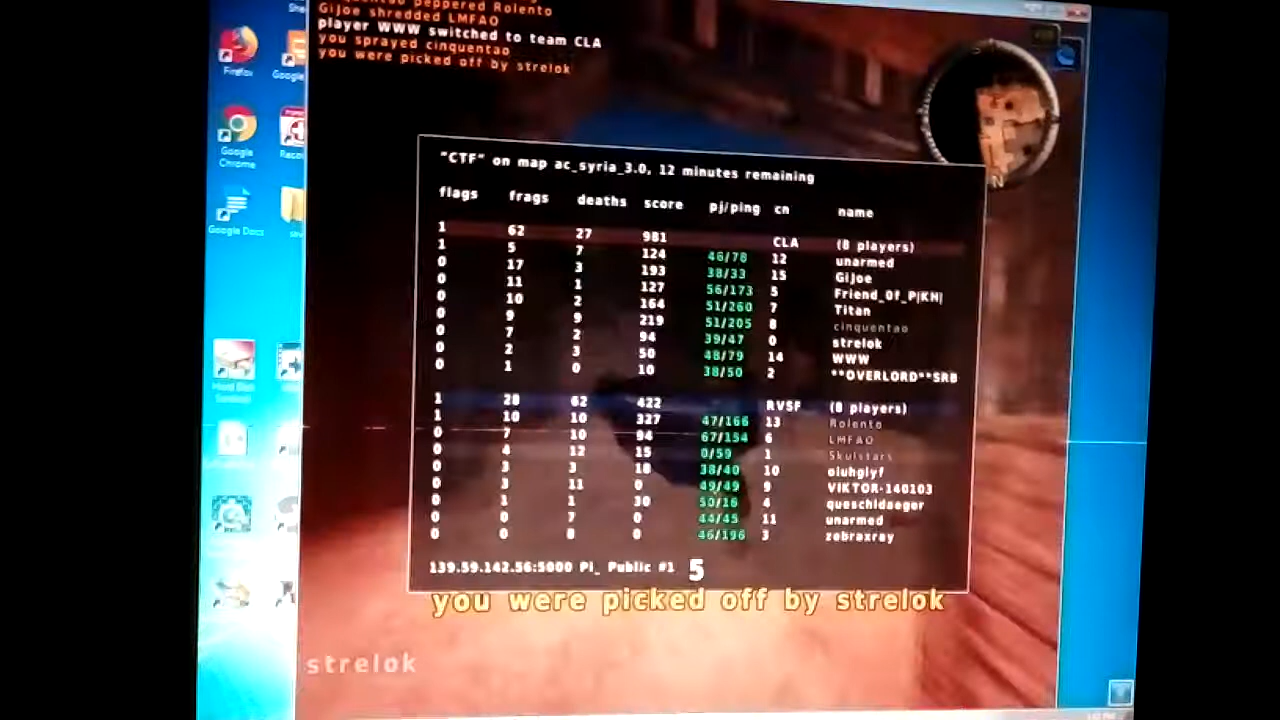 peppered Rolento
Gijoe shredded LMFAO
player WWW switched to team CLA
you sprayed cinquentao
you were picked off by strelok
Firefox
Google
Google Chrome
Google Docs
"CTF" on map ac_syria_3.0, 12 minutes remaining
flags frags deaths score pj/ping cn name
1 62 27 981 CLA (8 players)
1 5 7 124 46/78 12 unarmed
0 17 3 193 38/33 15 Gijoe
0 11 1 127 56/173 5 Friend_Of_P|KH|
0 10 2 164 51/260 7 Titan
0 9 9 219 51/205 8 cinquentao
0 7 2 94 39/47 0 strelok
0 2 3 50 48/79 14 WWW
0 1 0 10 38/50 2 **OVERLORD**SRB
1 28 62 422 RVSF (8 players)
1 10 10 327 47/166 13 Rolento
0 7 10 94 67/154 6 LMFAO
0 4 12 15 0/59 1 Skulstars
0 3 3 18 38/40 10 oiuhglyf
0 3 11 0 49/49 9 VIKTOR-140103
0 1 1 30 50/16 4 queschidaeger
0 0 7 0 44/45 11 unarmed
0 0 8 0 46/196 3 zebraxray
139.59.142.56:5000 PI_ Public #1
5
you were picked off by strelok
strelok